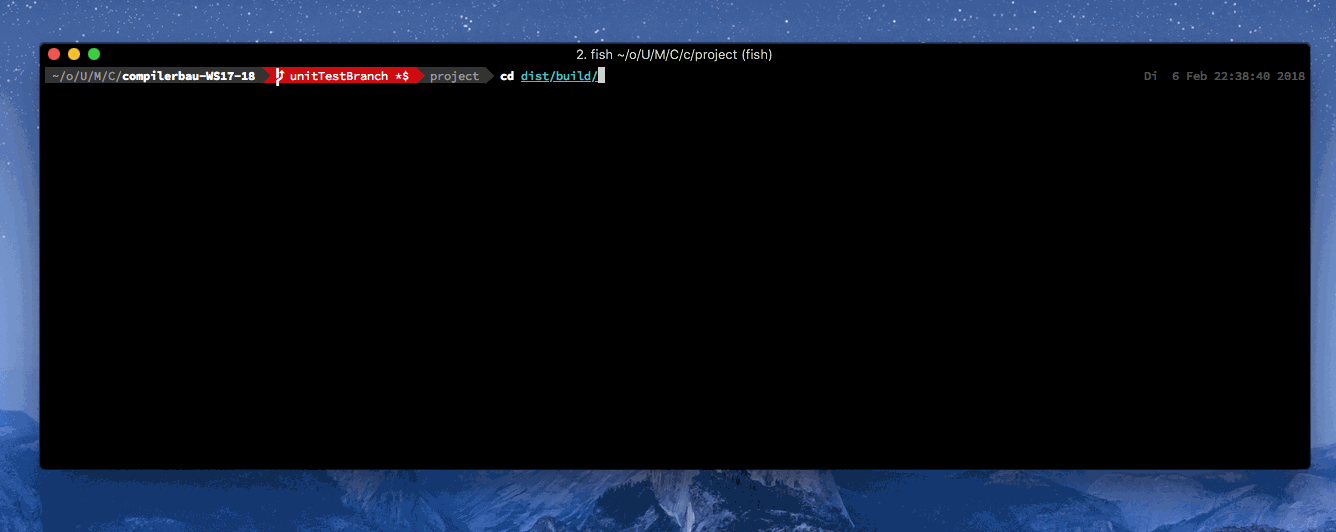 2. fish ~/o/U/M/C/c/project (fish)
~/o/U/M/C/compilerbau-WS17-18 unitTestBranch *$ project cd dist/build/ Di 6 Feb 22:38:40 2018